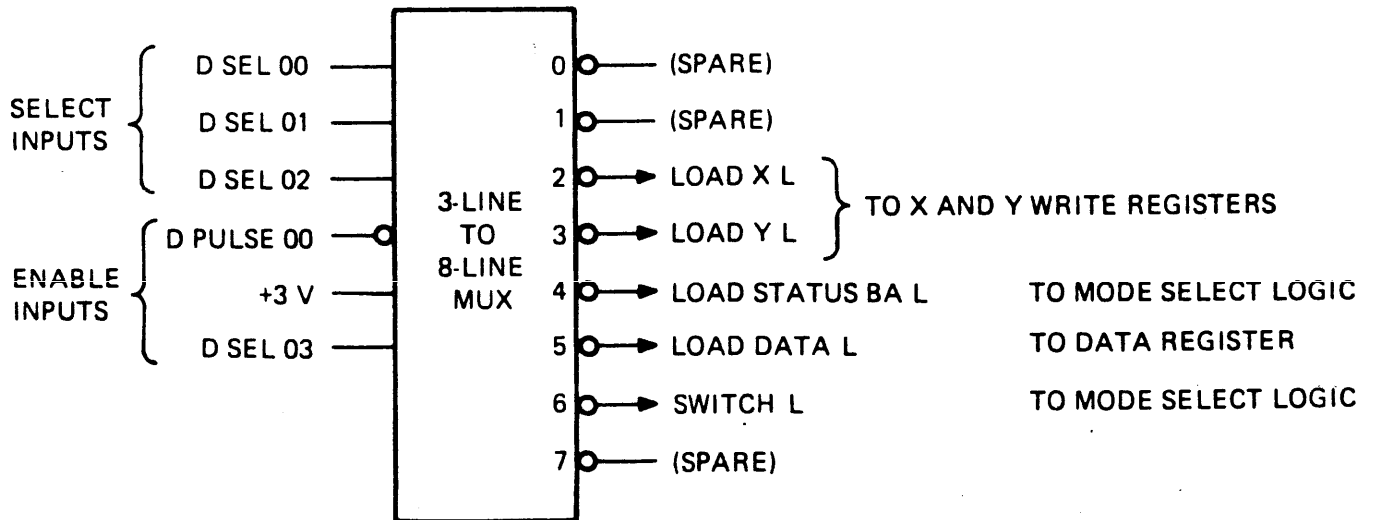 SELECT
INPUTS
D SEL 00
D SEL 01
D SEL 02
ENABLE
INPUTS
D PULSE 00
+3 V
D SEL 03
3-LINE
TO
8-LINE
MUX
0 (SPARE)
1 (SPARE)
2 LOAD X L
3 LOAD Y L
TO X AND Y WRITE REGISTERS
4 LOAD STATUS BA L TO MODE SELECT LOGIC
5 LOAD DATA L TO DATA REGISTER
6 SWITCH L TO MODE SELECT LOGIC
7 (SPARE)